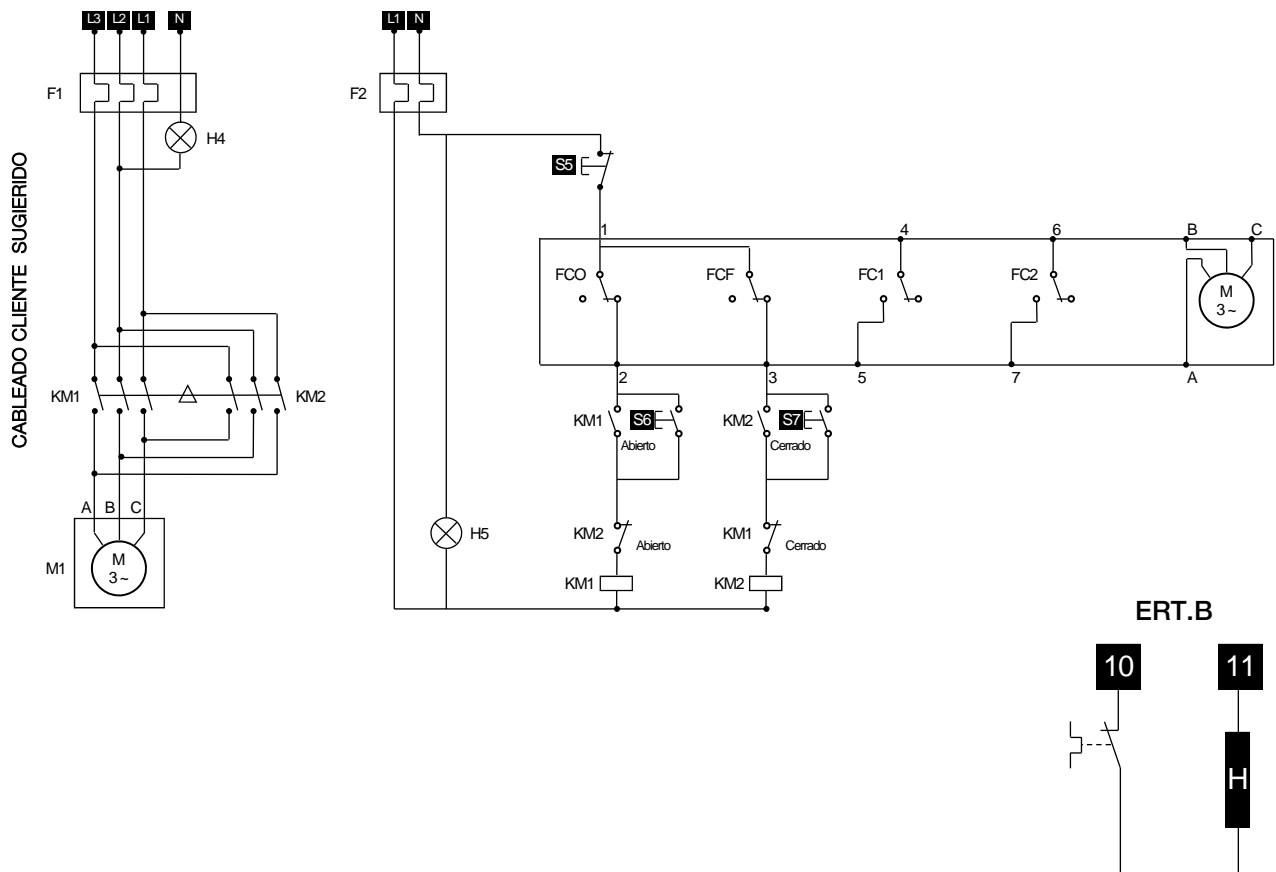 L3 L2 L1 N
L1 N
F1
F2
H4
S5
CABLEADO CLIENTE SUGIERIDO
1
4
6
B
C
FCO
FCF
FC1
FC2
M
3~
2
3
5
7
A
KM1
KM2
KM1
S6
Abierto
KM2
S7
Cerrado
A B C
M1
M
3~
H5
KM2
Abierto
KM1
Cerrado
KM1
KM2
ERT.B
10
11
H